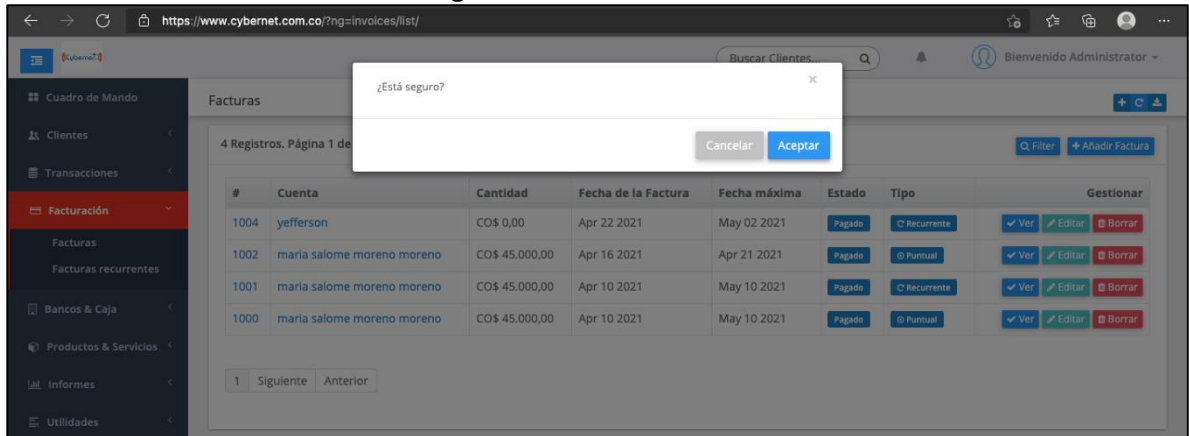 https://www.cybernet.com.co/?ng=invoices/list/
Buscar Clientes...
Bienvenido Administrator
¿Está seguro?
×
Cancelar Aceptar
Cuadro de Mando
Clientes
Transacciones
Facturación
Facturas
Facturas recurrentes
Bancos & Caja
Productos & Servicios
Informes
Utilidades
Facturas
4 Registros. Página 1 de
Filter + Añadir Factura
# Cuenta Cantidad Fecha de la Factura Fecha máxima Estado Tipo Gestionar
1004 yefferson CO$ 0,00 Apr 22 2021 May 02 2021 Pagado Recurrente Ver Editar Borrar
1002 maria salome moreno moreno CO$ 45.000,00 Apr 16 2021 Apr 21 2021 Pagado Puntual Ver Editar Borrar
1001 maria salome moreno moreno CO$ 45.000,00 Apr 10 2021 May 10 2021 Pagado Recurrente Ver Editar Borrar
1000 maria salome moreno moreno CO$ 45.000,00 Apr 10 2021 May 10 2021 Pagado Puntual Ver Editar Borrar
1 Siguiente Anterior